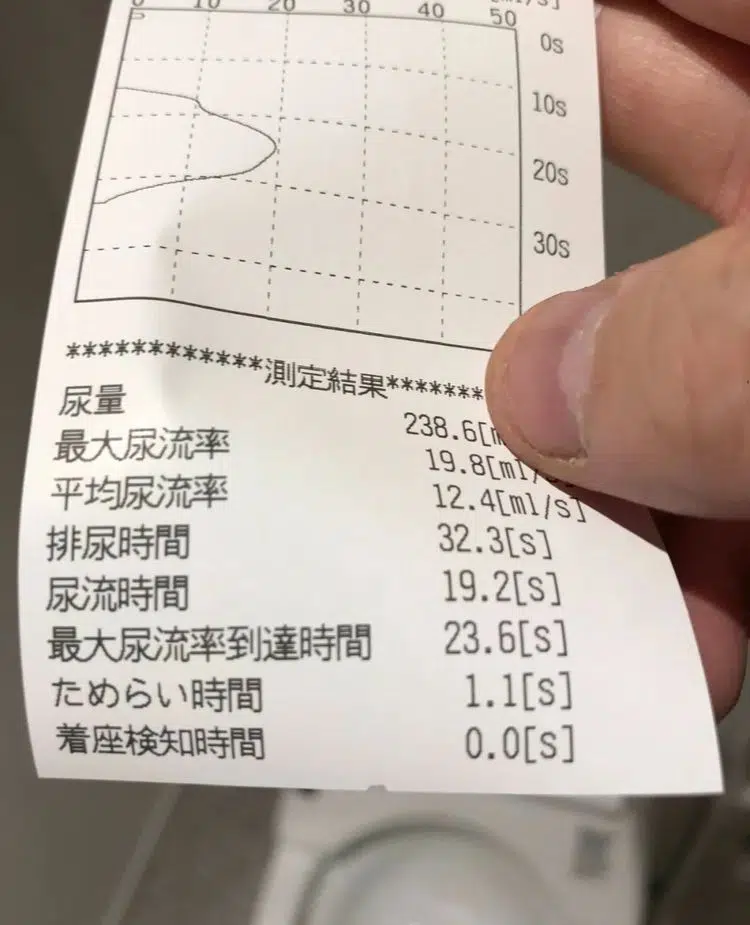 0 10 20 30 40 50
0s
10s
20s
30s
************測定結果*******
尿量 238.6[m
最大尿流率 19.8[ml/s
平均尿流率 12.4[ml/s]
排尿時間 32.3[s]
尿流時間 19.2[s]
最大尿流率到達時間 23.6[s]
ためらい時間 1.1[s]
着座検知時間 0.0[s]